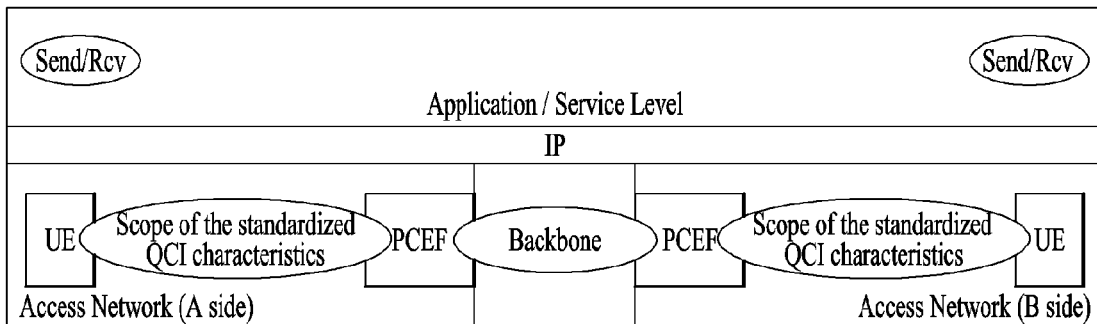 Send/Rcv
Send/Rcv
Application / Service Level
IP
UE
Scope of the standardized
QCI characteristics
PCEF
Backbone
PCEF
Scope of the standardized
QCI characteristics
UE
Access Network (A side)
Access Network (B side)